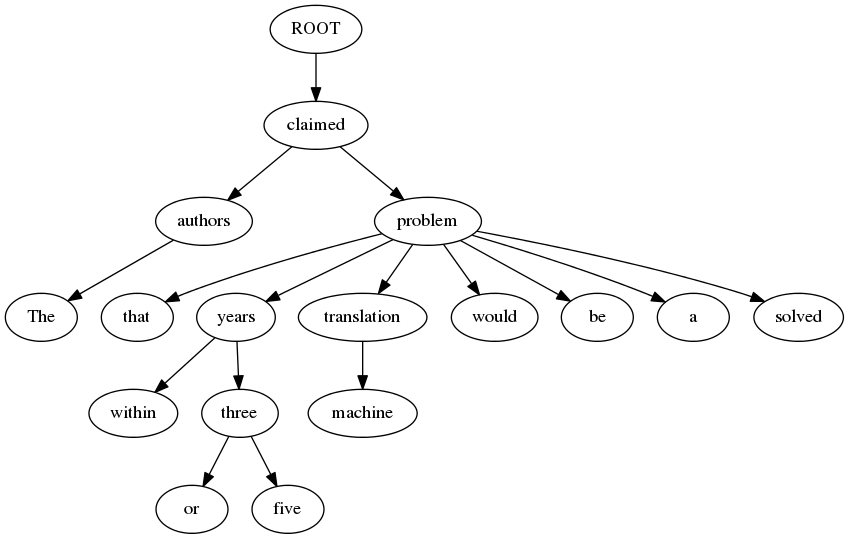 ROOT
claimed
authors problem
The that years translation would be a solved
within three machine
or five